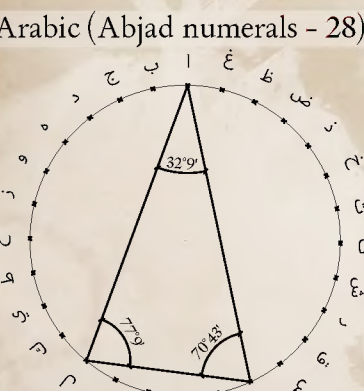 Arabic (Abjad numerals - 28)
ا
ب
ج
د
ه
و
ز
ح
ط
ي
ك
ل
غ
ظ
ض
ذ
خ
ش
ر
ق
32°9'
77°9'
70°43'